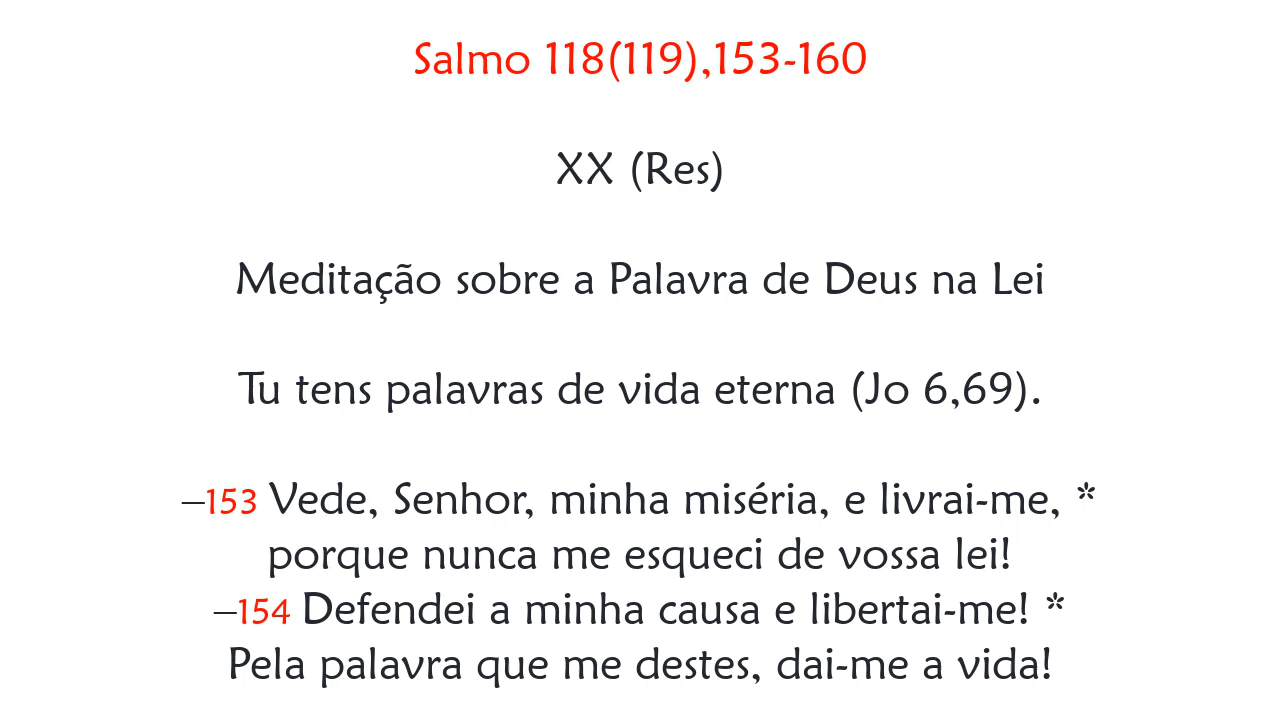 Salmo 118(119),153-160
XX (Res)
Meditação sobre a Palavra de Deus na Lei
Tu tens palavras de vida eterna (Jo 6,69).
–153 Vede, Senhor, minha miséria, e livrai-me, *
porque nunca me esqueci de vossa lei!
–154 Defendei a minha causa e libertai-me! *
Pela palavra que me destes, dai-me a vida!